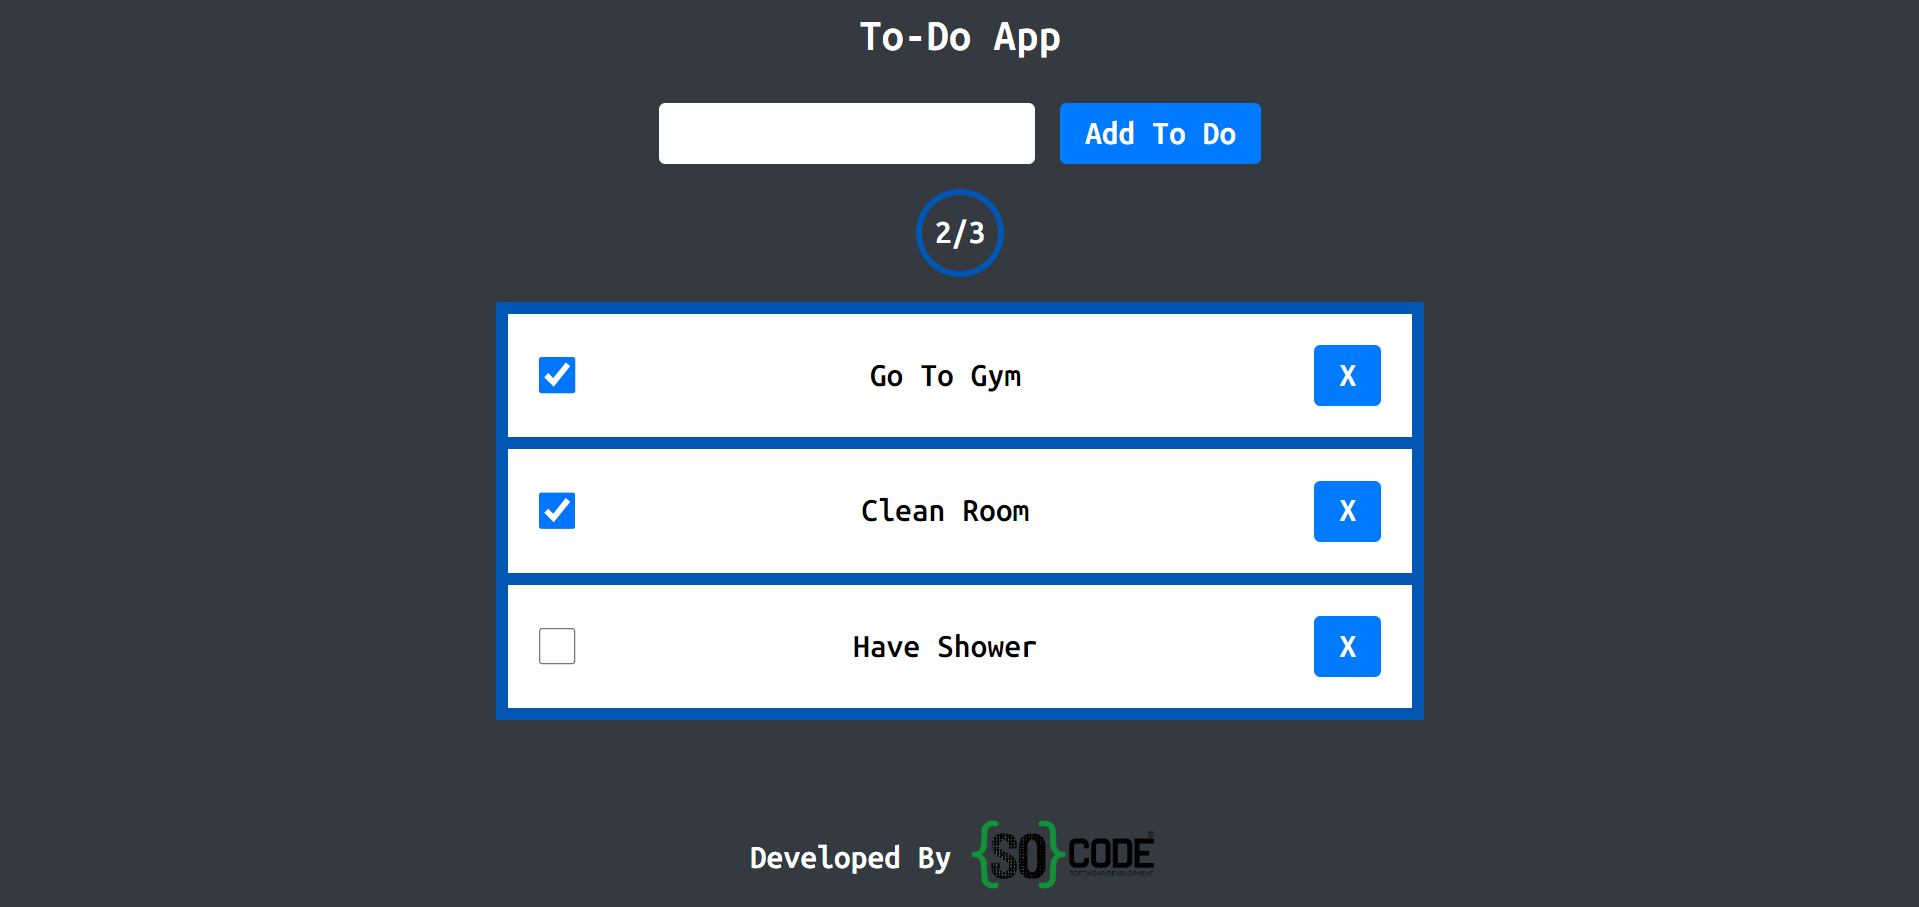 To-Do App
Add To Do
2/3
Go To Gym
X
Clean Room
X
Have Shower
X
Developed By {SO}CODE®
SOFTWEAR DEVELOPMENT